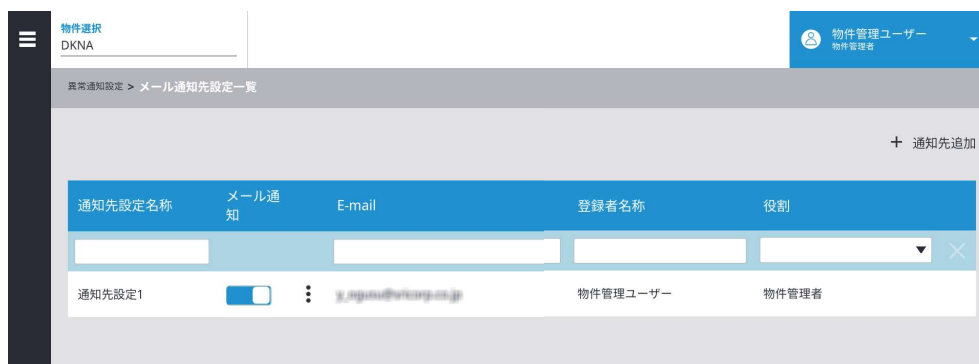 物件選択
DKNA
物件管理ユーザー
物件管理者
異常通知設定 > メール通知先設定一覧
+ 通知先追加
通知先設定名称 メール通知 E-mail 登録者名称 役割
通知先設定1 物件管理ユーザー 物件管理者